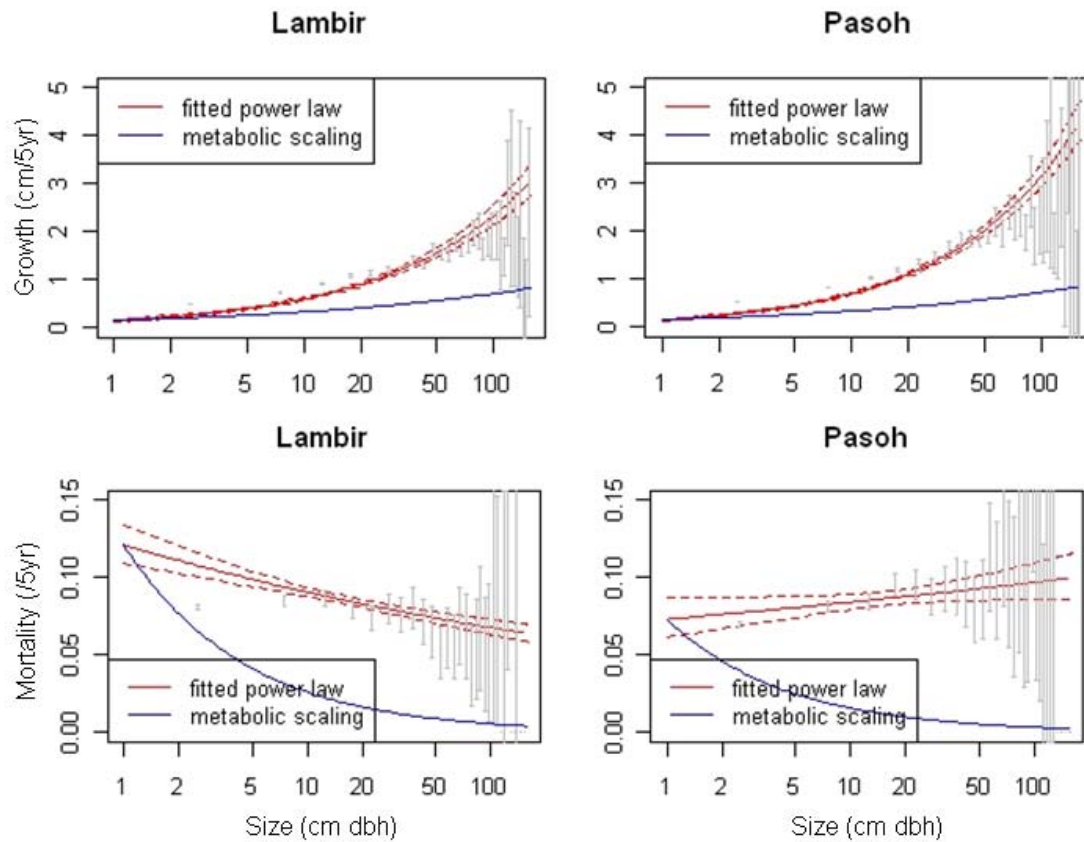 Lambir
Pasoh
fitted power law
metabolic scaling
fitted power law
metabolic scaling
Growth (cm/5yr)
0 1 2 3 4 5
0 1 2 3 4 5
1 2 5 10 20 50 100
1 2 5 10 20 50 100
Lambir
Pasoh
Mortality (/5yr)
0.00 0.05 0.10 0.15
0.00 0.05 0.10 0.15
fitted power law
metabolic scaling
fitted power law
metabolic scaling
1 2 5 10 20 50 100
1 2 5 10 20 50 100
Size (cm dbh)
Size (cm dbh)